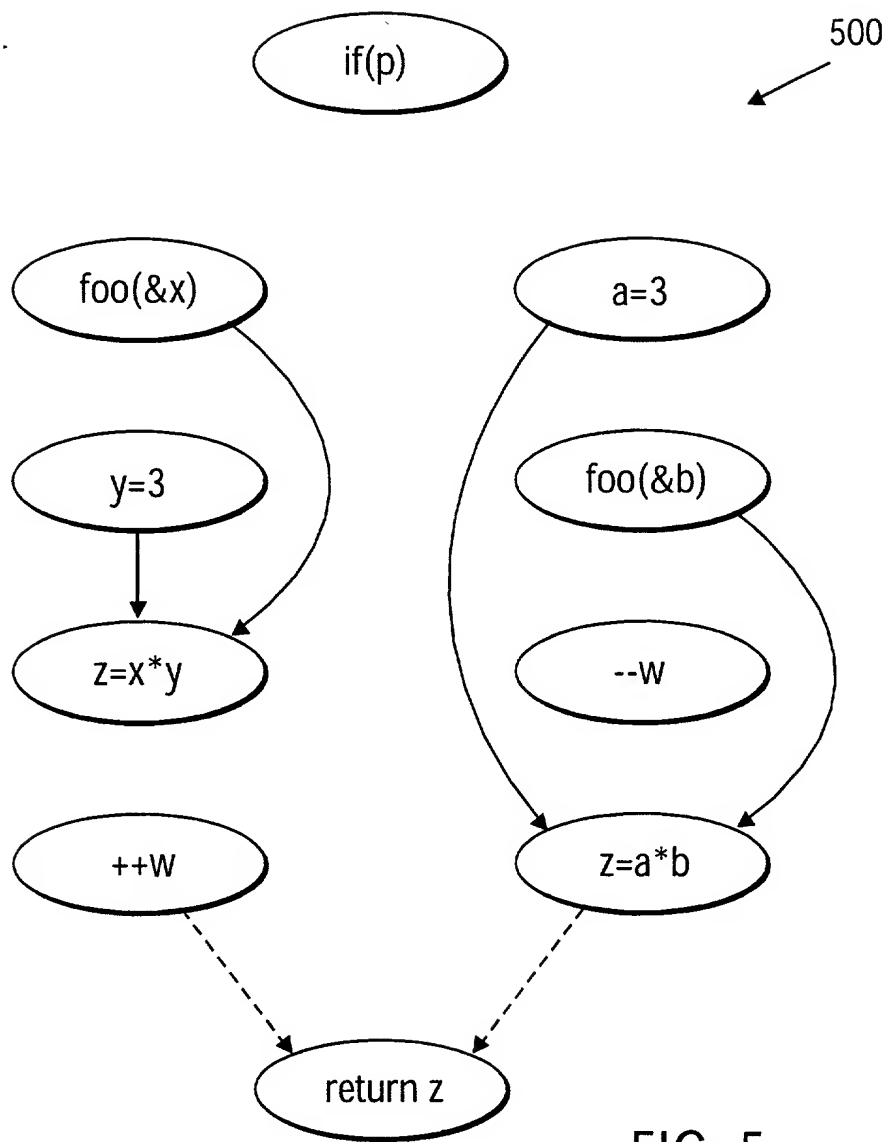 500
if(p)
foo(&x)
a=3
y=3
foo(&b)
z=x*y
--w
++w
z=a*b
return z
FIG. 5